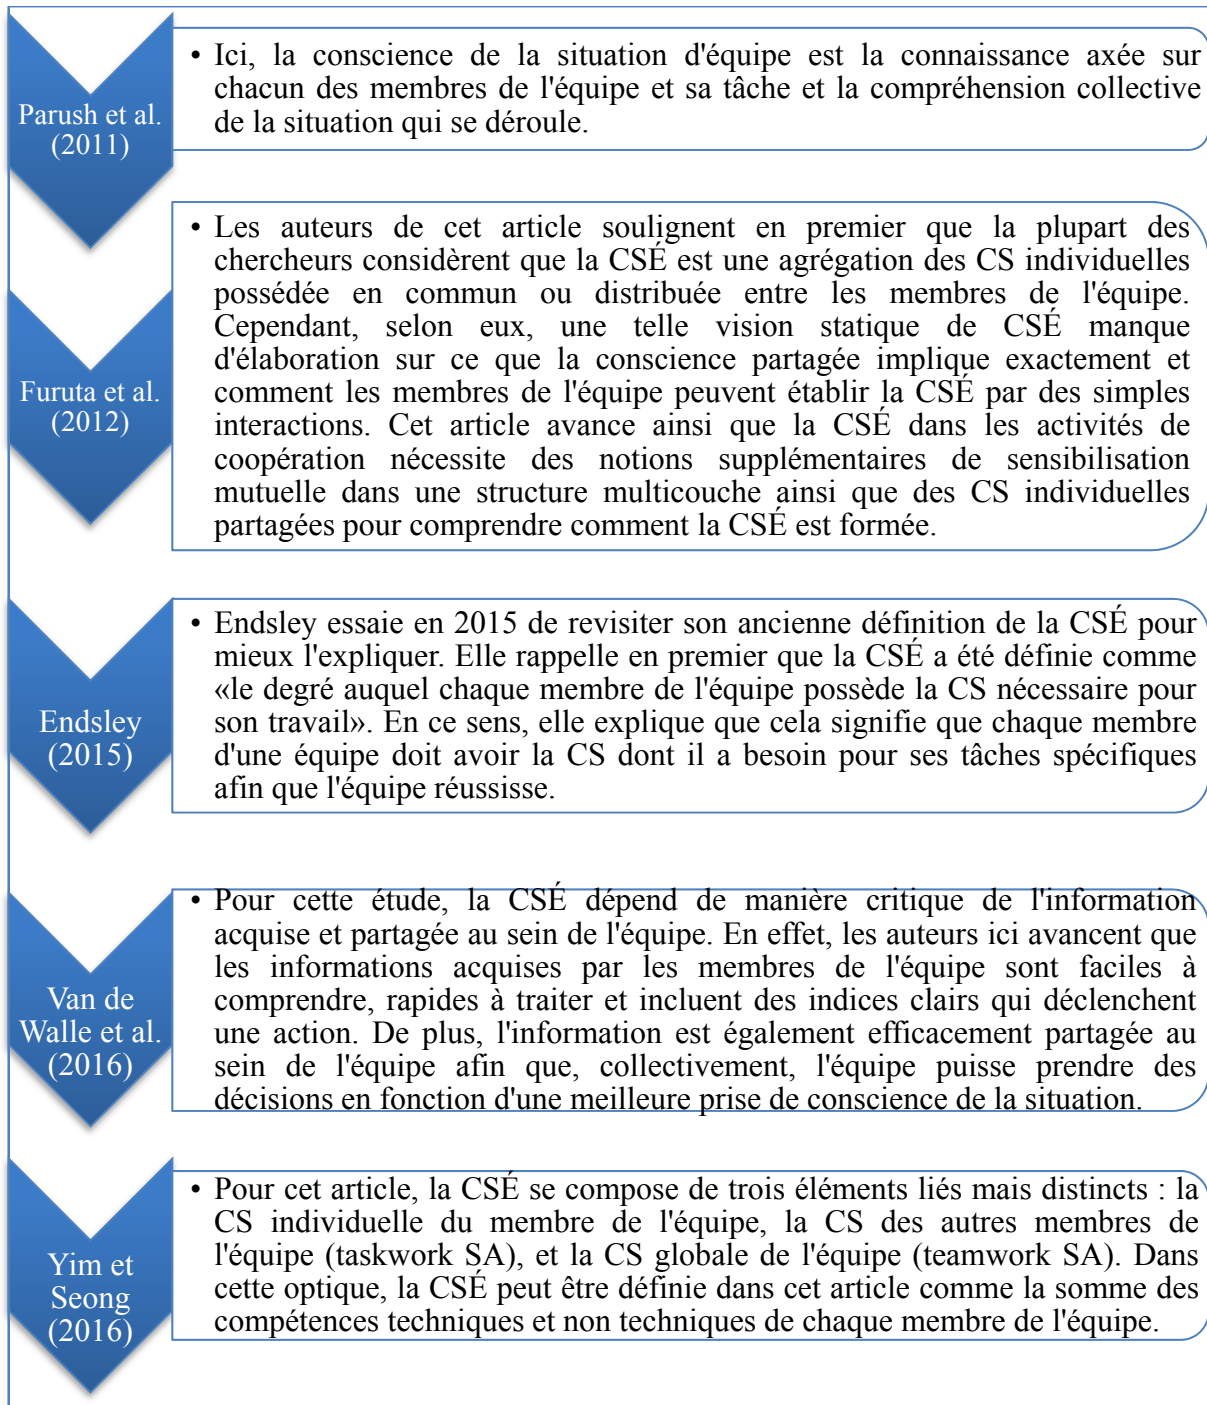 Parush et al.
(2011)
• Ici, la conscience de la situation d'équipe est la connaissance axée sur
chacun des membres de l'équipe et sa tâche et la compréhension collective
de la situation qui se déroule.
Furuta et al.
(2012)
• Les auteurs de cet article soulignent en premier que la plupart des
chercheurs considèrent que la CSÉ est une agrégation des CS individuelles
possédée en commun ou distribuée entre les membres de l'équipe.
Cependant, selon eux, une telle vision statique de CSÉ manque
d'élaboration sur ce que la conscience partagée implique exactement et
comment les membres de l'équipe peuvent établir la CSÉ par des simples
interactions. Cet article avance ainsi que la CSÉ dans les activités de
coopération nécessite des notions supplémentaires de sensibilisation
mutuelle dans une structure multicouche ainsi que des CS individuelles
partagées pour comprendre comment la CSÉ est formée.
Endsley
(2015)
• Endsley essaie en 2015 de revisiter son ancienne définition de la CSÉ pour
mieux l'expliquer. Elle rappelle en premier que la CSÉ a été définie comme
«le degré auquel chaque membre de l'équipe possède la CS nécessaire pour
son travail». En ce sens, elle explique que cela signifie que chaque membre
d'une équipe doit avoir la CS dont il a besoin pour ses tâches spécifiques
afin que l'équipe réussisse.
Van de
Walle et al.
(2016)
• Pour cette étude, la CSÉ dépend de manière critique de l'information
acquise et partagée au sein de l'équipe. En effet, les auteurs ici avancent que
les informations acquises par les membres de l'équipe sont faciles à
comprendre, rapides à traiter et incluent des indices clairs qui déclenchent
une action. De plus, l'information est également efficacement partagée au
sein de l'équipe afin que, collectivement, l'équipe puisse prendre des
décisions en fonction d'une meilleure prise de conscience de la situation.
Yim et
Seong
(2016)
• Pour cet article, la CSÉ se compose de trois éléments liés mais distincts : la
CS individuelle du membre de l'équipe, la CS des autres membres de
l'équipe (taskwork SA), et la CS globale de l'équipe (teamwork SA). Dans
cette optique, la CSÉ peut être définie dans cet article comme la somme des
compétences techniques et non techniques de chaque membre de l'équipe.